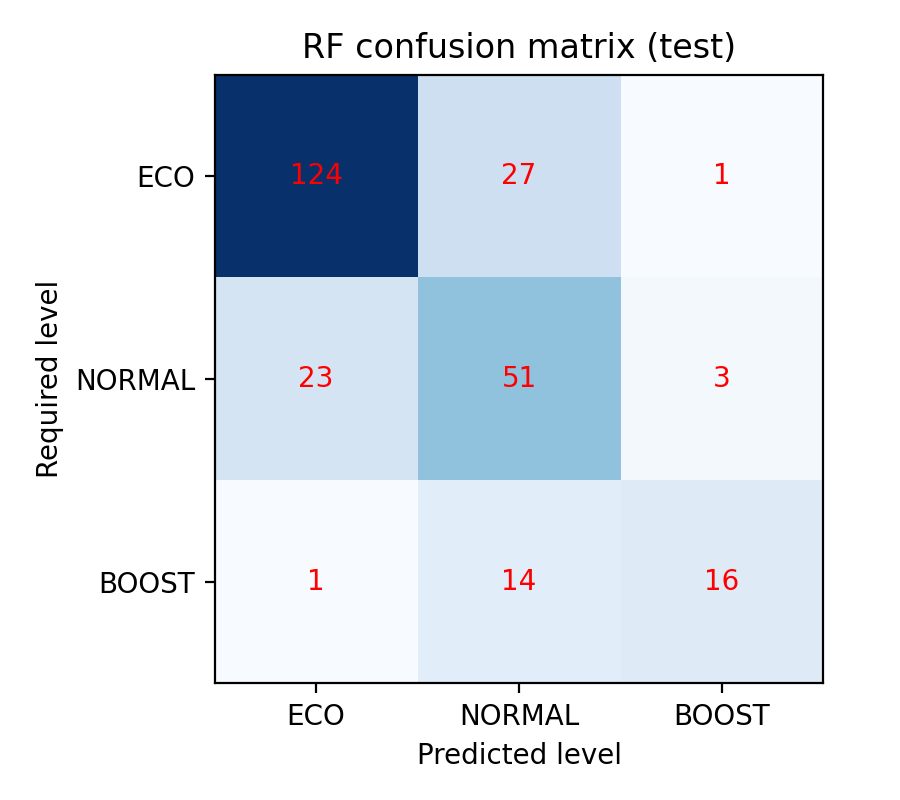 RF confusion matrix (test)
Required level
ECO
124 27 1
NORMAL
23 51 3
BOOST
1 14 16
ECO NORMAL BOOST
Predicted level